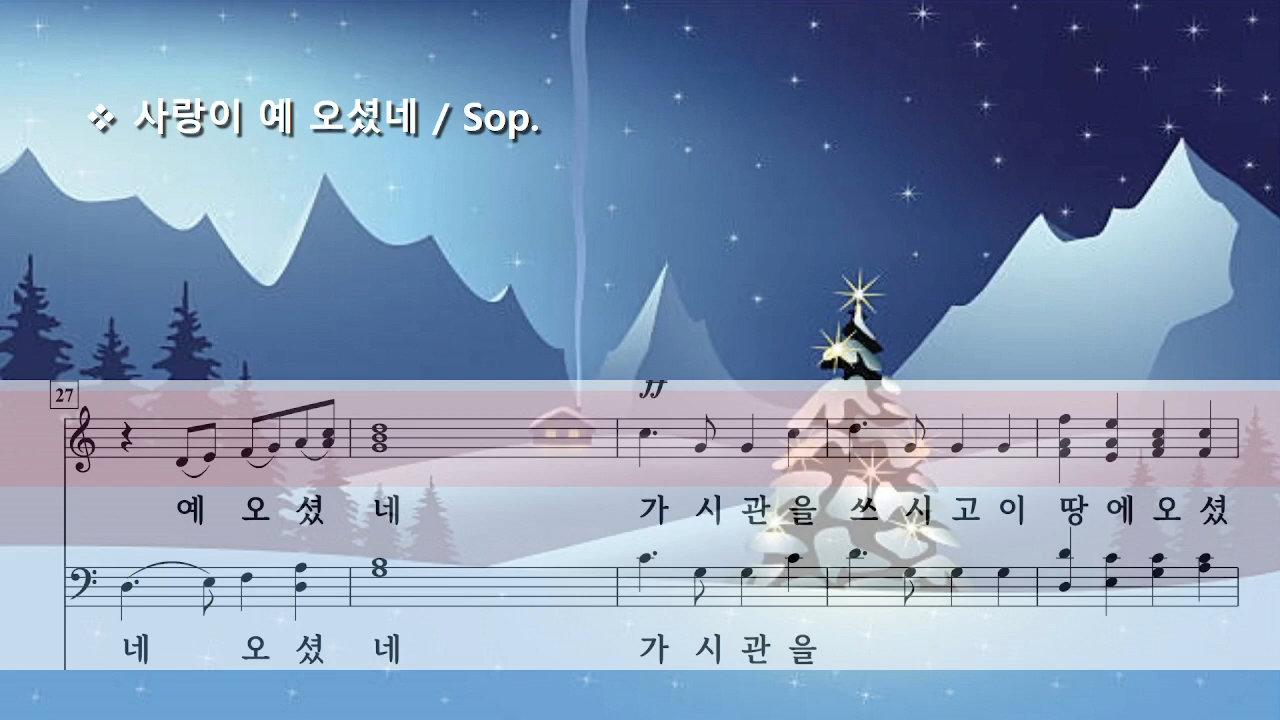 ❖ 사랑이 예 오셨네 / Sop.
27
ff
예 오 셨 네 가 시 관 을 쓰 시 고 이 땅 에 오 셨
네 오 셨 네 가 시 관 을